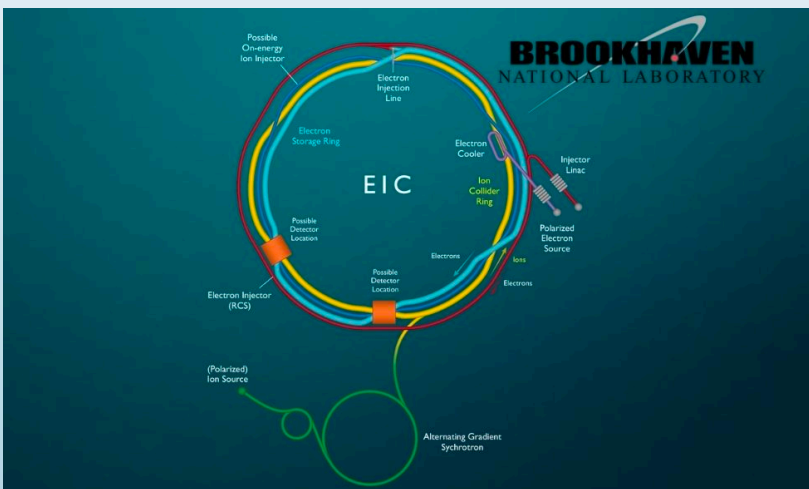 Possible
On-energy
Ion Injector
BROOKHAVEN
NATIONAL LABORATORY
Electron
Injection
Line
Electron
Storage Ring
Electron
Cooler
Injector
Linac
EIC
Ion
Collider
Ring
Possible
Detector
Location
Polarized
Electron
Source
Electrons
Ions
Possible
Detector
Location
Electrons
Electron Injector
(RCS)
(Polarized)
Ion Source
Alternating Gradient
Sychrotron